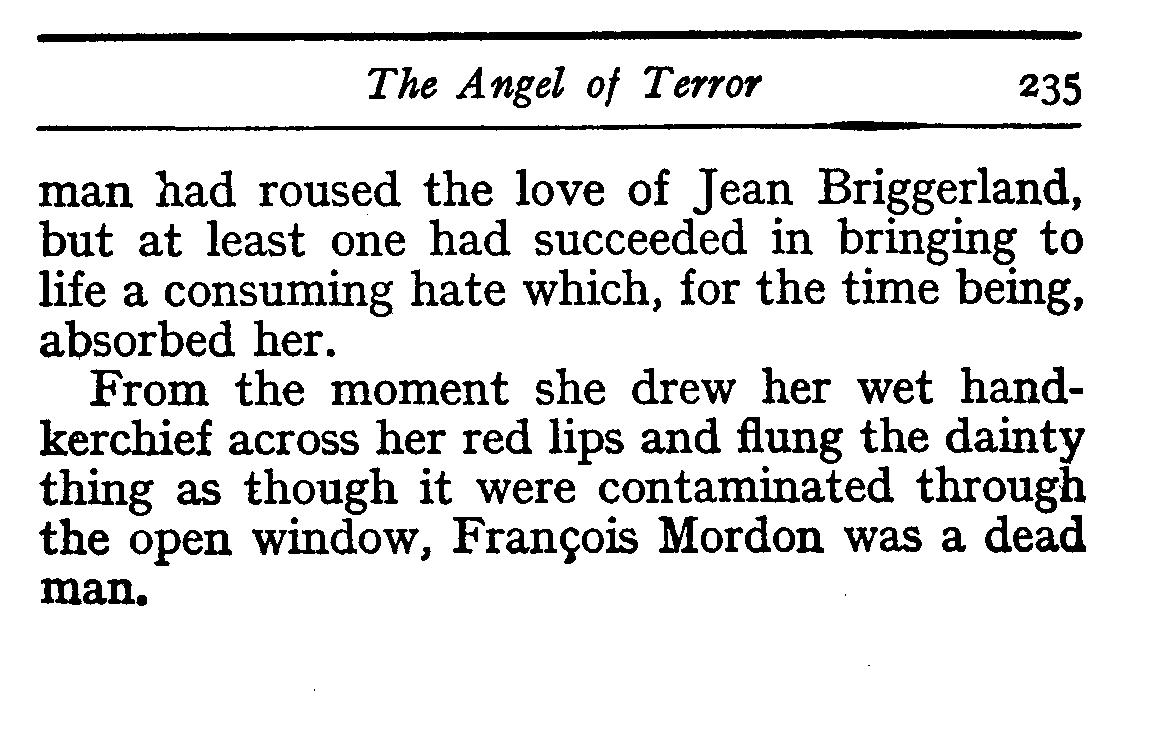 The Angel of Terror 235
man had roused the love of Jean Briggerland,
but at least one had succeeded in bringing to
life a consuming hate which, for the time being,
absorbed her.
From the moment she drew her wet hand-
kerchief across her red lips and flung the dainty
thing as though it were contaminated through
the open window, François Mordon was a dead
man.